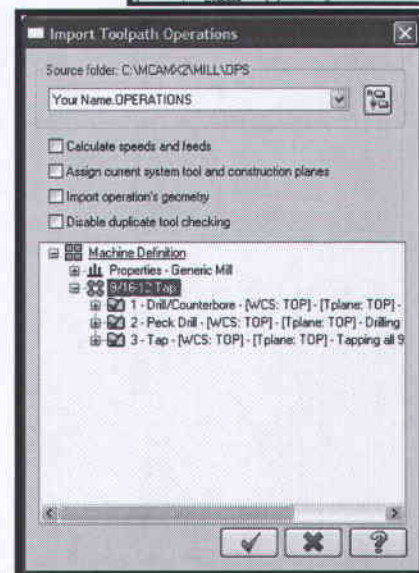 Import Toolpath Operations
Source folder: C:\MCAMX2\MILL\OPS
Your Name.OPERATIONS
Calculate speeds and feeds
Assign current system tool and construction planes
Import operation's geometry
Disable duplicate tool checking
Machine Definition
Properties - Generic Mill
9/16-12 Tap
1 - Drill/Counterbore - [WCS: TOP] - [Tplane: TOP] -
2 - Peck Drill - [WCS: TOP] - [Tplane: TOP] - Drilling
3 - Tap - [WCS: TOP] - [Tplane: TOP] - Tapping all 9